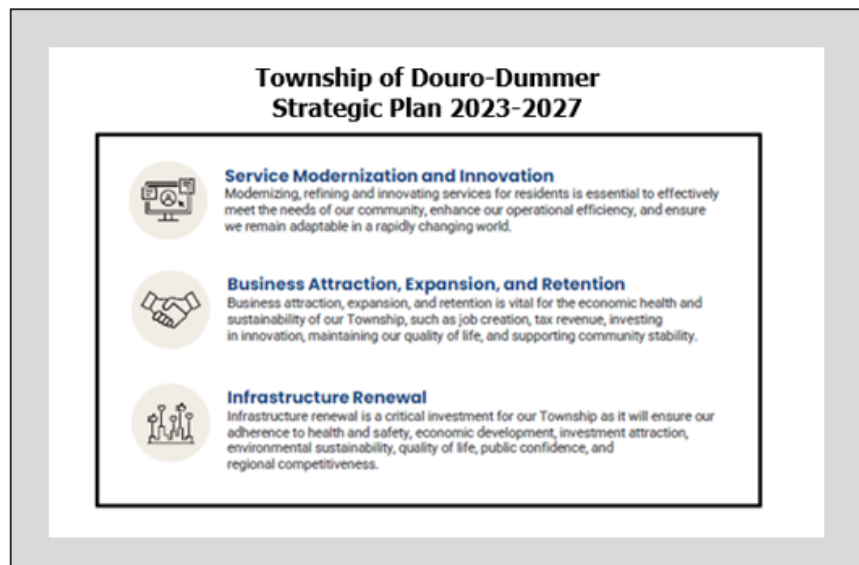 Township of Douro-Dummer
Strategic Plan 2023-2027
Service Modernization and Innovation
Modernizing, refining and innovating services for residents is essential to effectively
meet the needs of our community, enhance our operational efficiency, and ensure
we remain adaptable in a rapidly changing world.
Business Attraction, Expansion, and Retention
Business attraction, expansion, and retention is vital for the economic health and
sustainability of our Township, such as job creation, tax revenue, investing
in innovation, maintaining our quality of life, and supporting community stability.
Infrastructure Renewal
Infrastructure renewal is a critical investment for our Township as it will ensure our
adherence to health and safety, economic development, investment attraction,
environmental sustainability, quality of life, public confidence, and
regional competitiveness.